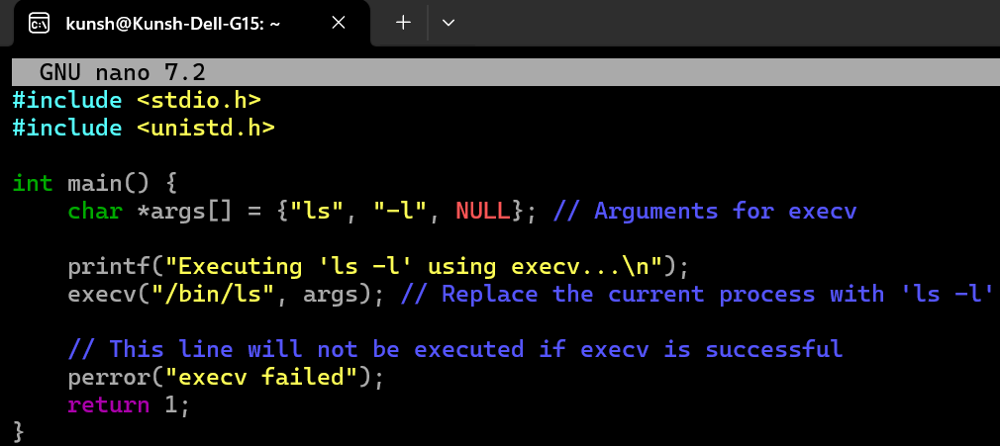 kunsh@Kunsh-Dell-G15: ~
GNU nano 7.2
#include <stdio.h>
#include <unistd.h>

int main() {
    char *args[] = {"ls", "-l", NULL}; // Arguments for execv

    printf("Executing 'ls -l' using execv...\n");
    execv("/bin/ls", args); // Replace the current process with 'ls -l'

    // This line will not be executed if execv is successful
    perror("execv failed");
    return 1;
}